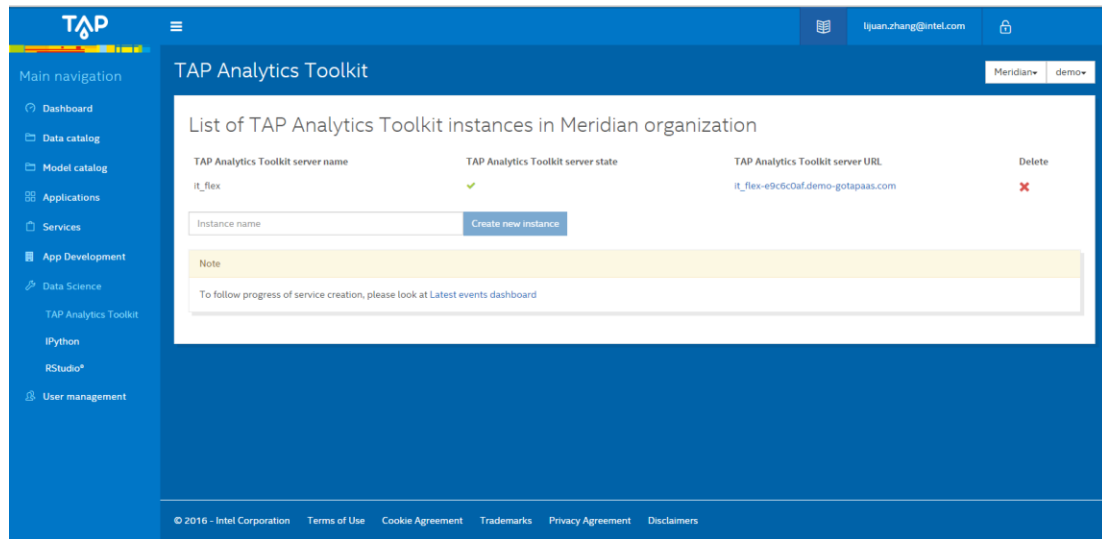 TAP
lijuan.zhang@intel.com
Main navigation
Dashboard
Data catalog
Model catalog
Applications
Services
App Development
Data Science
TAP Analytics Toolkit
IPython
RStudio®
User management
TAP Analytics Toolkit
Meridian demo
List of TAP Analytics Toolkit instances in Meridian organization
TAP Analytics Toolkit server name TAP Analytics Toolkit server state TAP Analytics Toolkit server URL Delete
it_flex it_flex-e9c6c0af.demo-gotapaas.com
Instance name Create new instance
Note
To follow progress of service creation, please look at Latest events dashboard
© 2016 - Intel Corporation Terms of Use Cookie Agreement Trademarks Privacy Agreement Disclaimers